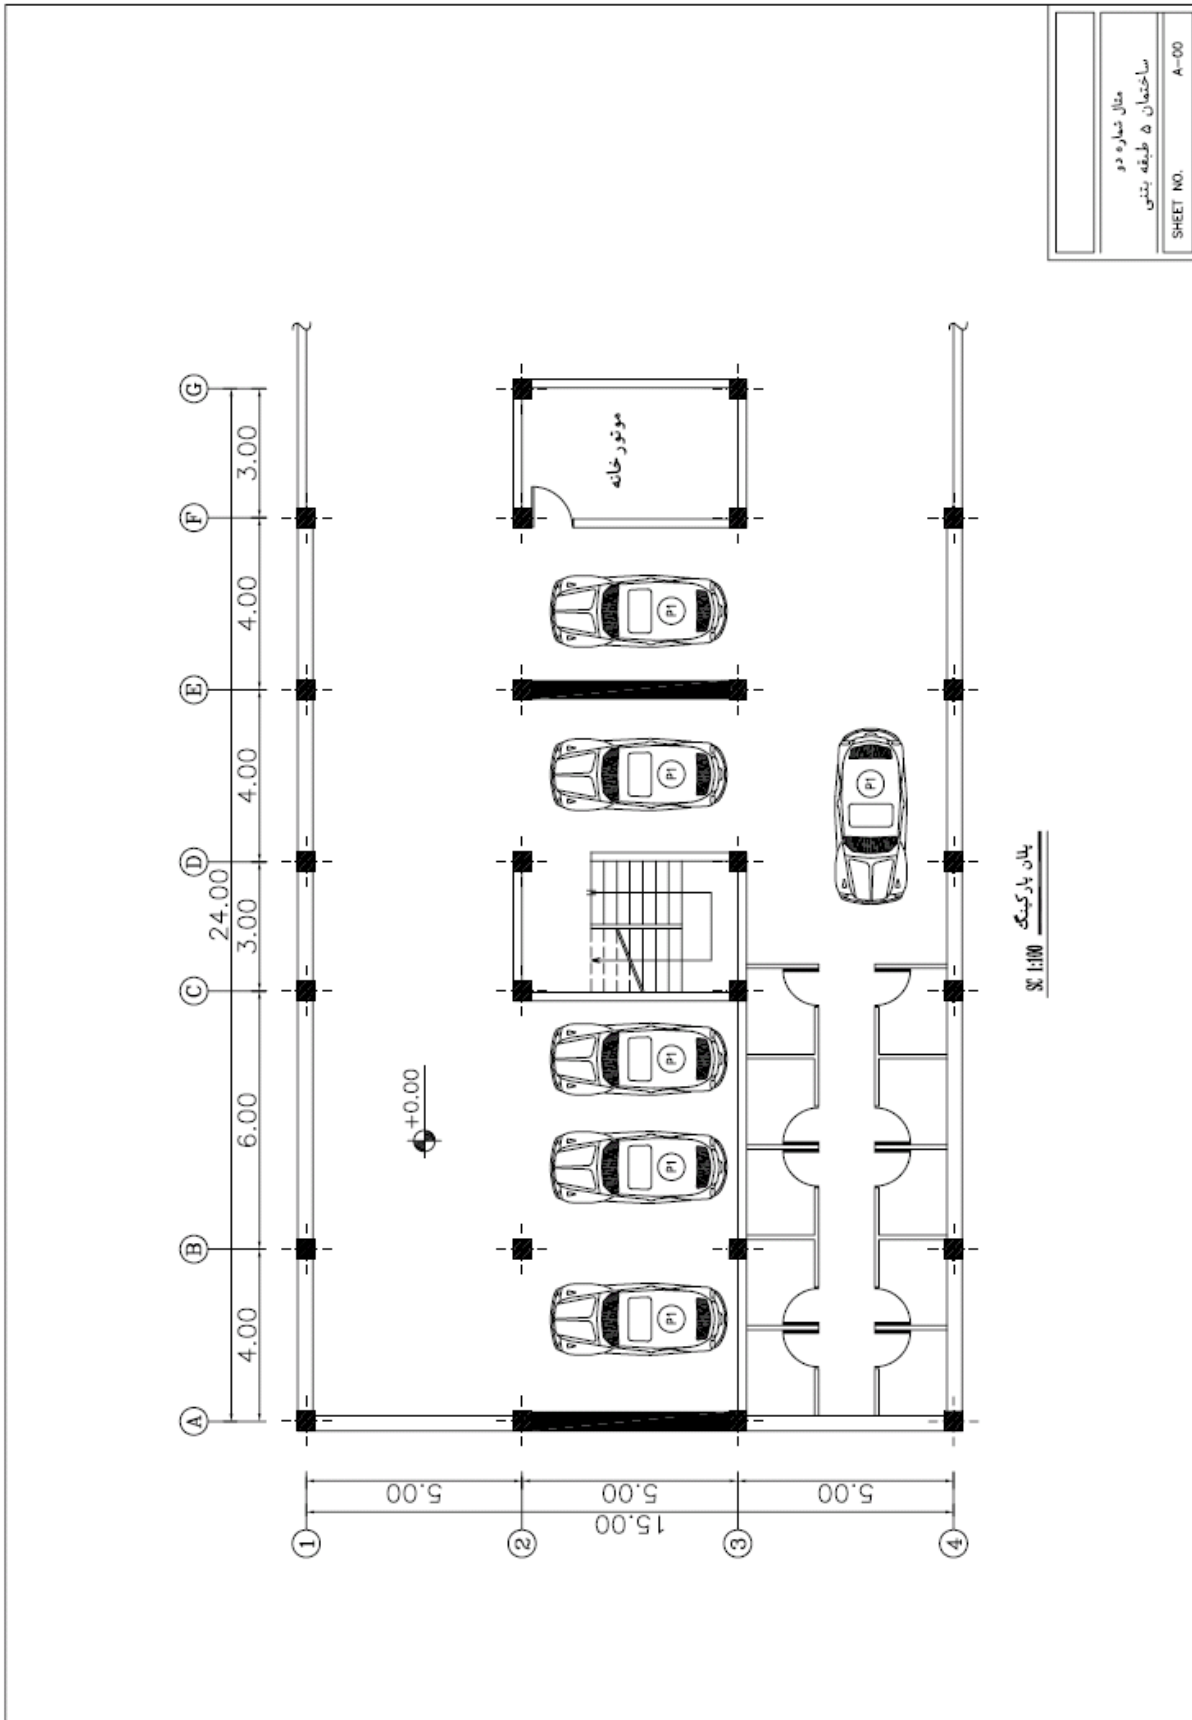 مثال شماره دو
ساختمان ۵ طبقه بتنی
SHEET NO. A-00
A
B
C
D
E
F
G
24.00
4.00
6.00
3.00
4.00
4.00
3.00
1
2
3
4
5.00
5.00
5.00
15.00
+0.00
موتور خانه
P1
P1
P1
P1
P1
P1
پلان پارکینگ
SC 1:100